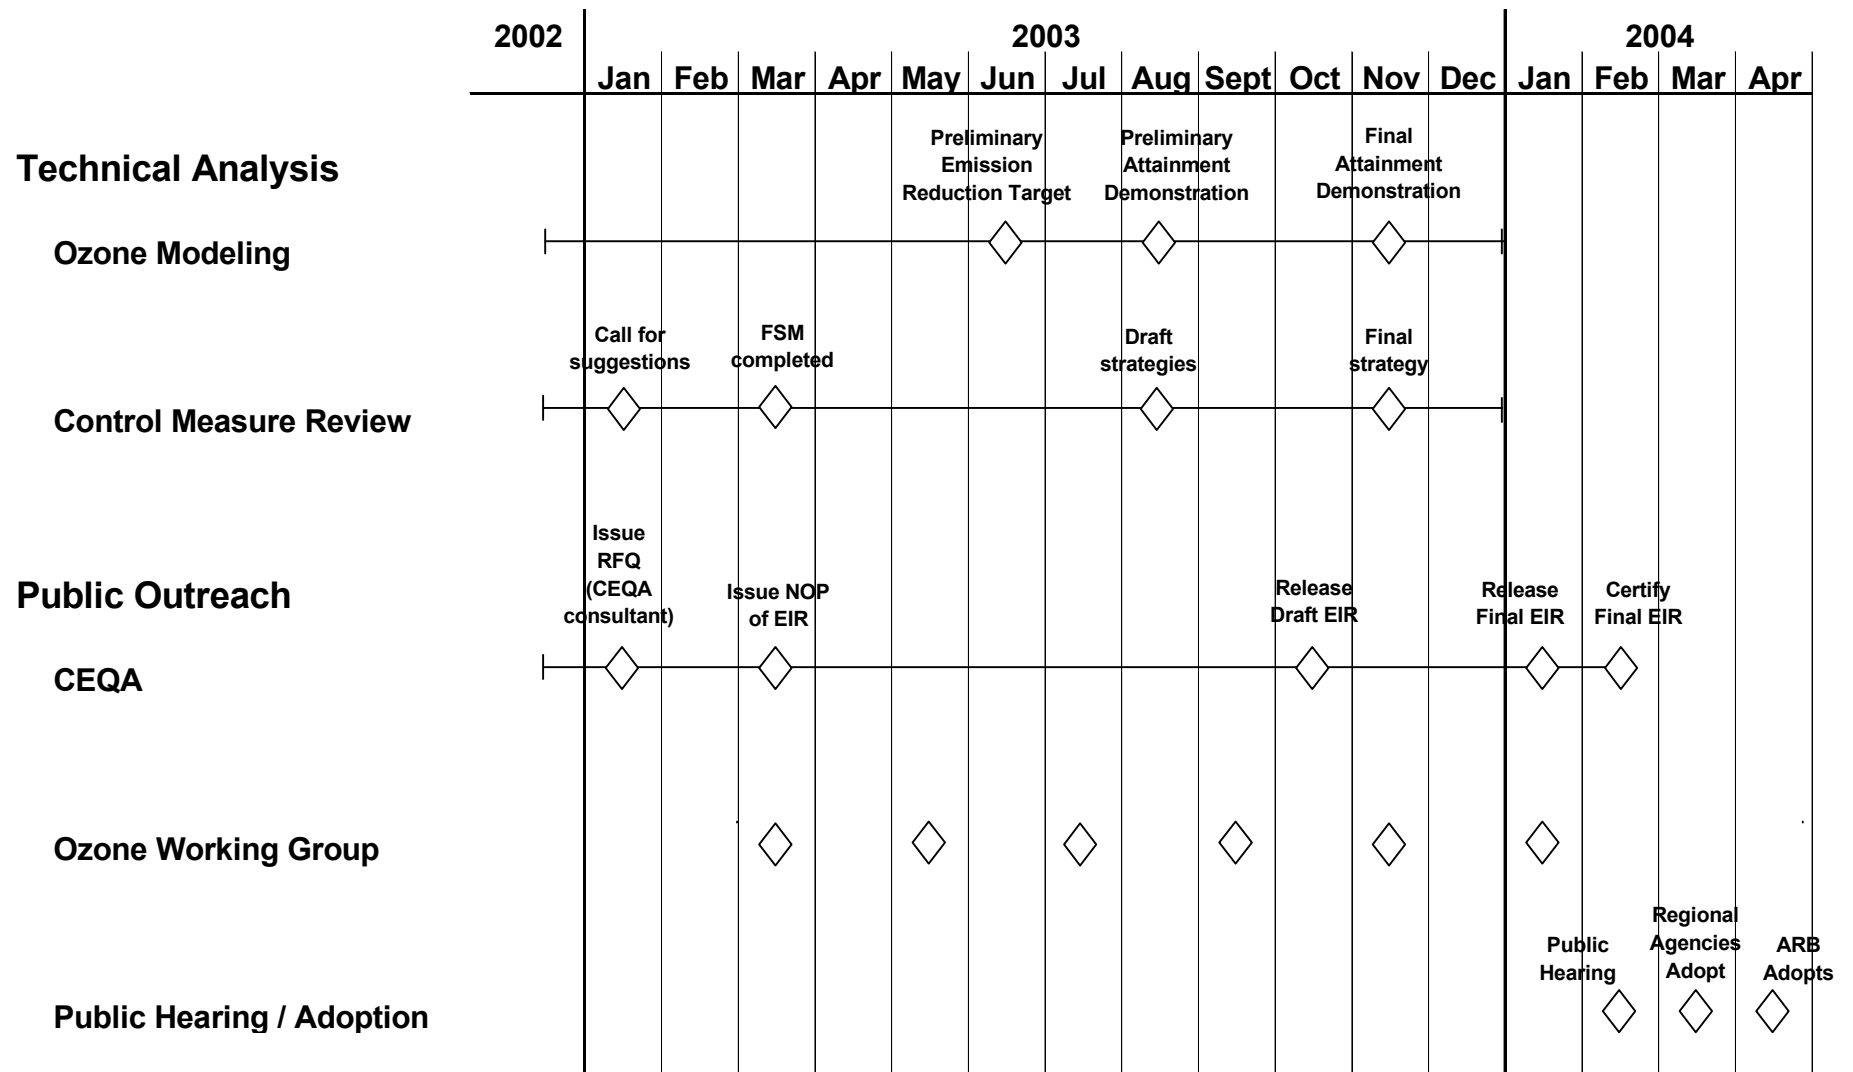 2002 2003 2004
Jan Feb Mar Apr May Jun Jul Aug Sept Oct Nov Dec Jan Feb Mar Apr
Technical Analysis
Preliminary
Emission
Reduction Target
Preliminary
Attainment
Demonstration
Final
Attainment
Demonstration
Ozone Modeling
Call for
suggestions
FSM
completed
Draft
strategies
Final
strategy
Control Measure Review
Public Outreach
Issue
RFQ
(CEQA
consultant)
Issue NOP
of EIR
Release
Draft EIR
Release
Final EIR
Certify
Final EIR
CEQA
Ozone Working Group
Public
Hearing
Regional
Agencies
Adopt
ARB
Adopts
Public Hearing / Adoption